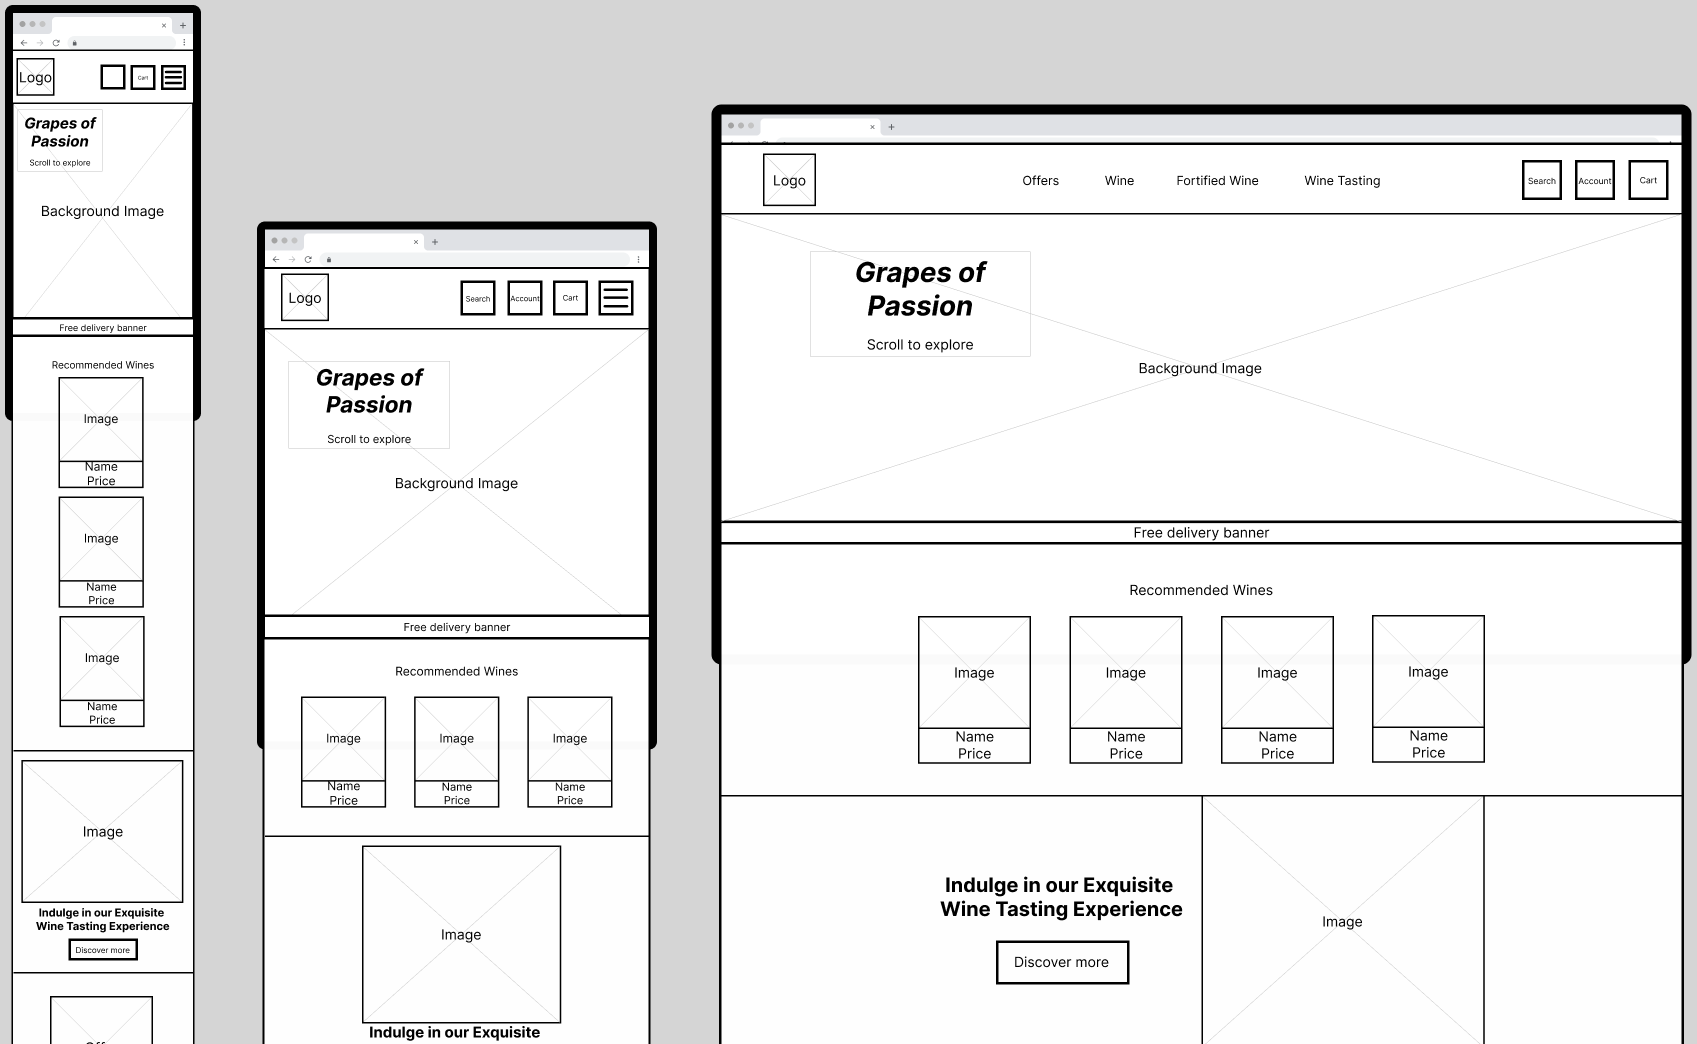 Logo
Cart
Grapes of
Passion
Scroll to explore
Background Image
Free delivery banner
Recommended Wines
Image
Name
Price
Image
Name
Price
Image
Name
Price
Image
Indulge in our Exquisite
Wine Tasting Experience
Discover more
Logo
Search
Account
Cart
Grapes of
Passion
Scroll to explore
Background Image
Free delivery banner
Recommended Wines
Image
Image
Image
Name
Price
Name
Price
Name
Price
Image
Indulge in our Exquisite
Logo
Offers
Wine
Fortified Wine
Wine Tasting
Search
Account
Cart
Grapes of
Passion
Scroll to explore
Background Image
Free delivery banner
Recommended Wines
Image
Image
Image
Image
Name
Price
Name
Price
Name
Price
Name
Price
Indulge in our Exquisite
Wine Tasting Experience
Discover more
Image